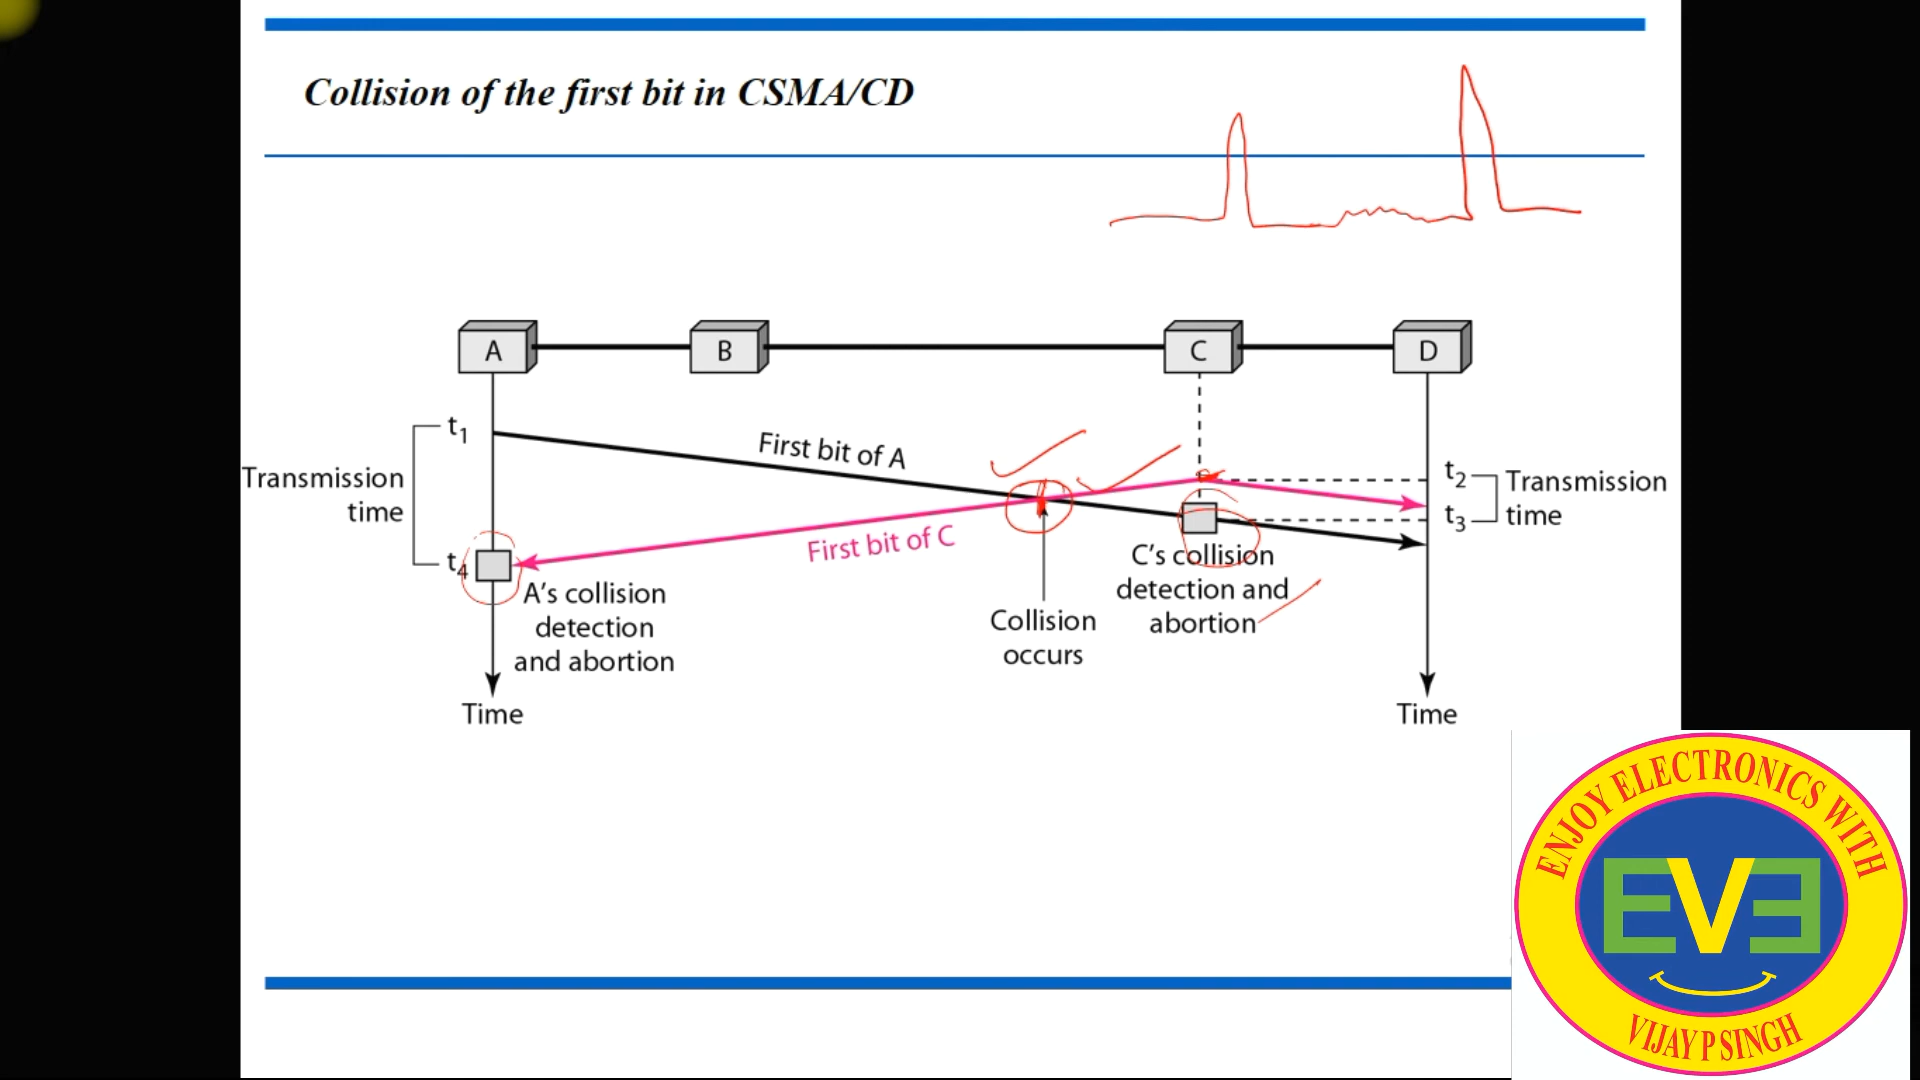 Collision of the first bit in CSMA/CD
A
B
C
D
t1
First bit of A
t2
Transmission
time
Transmission
time
t3
First bit of C
t4
C's collision
detection and
abortion
A's collision
detection
and abortion
Collision
occurs
Time
Time
ENJOY ELECTRONICS WITH
EVE
VIJAY P SINGH